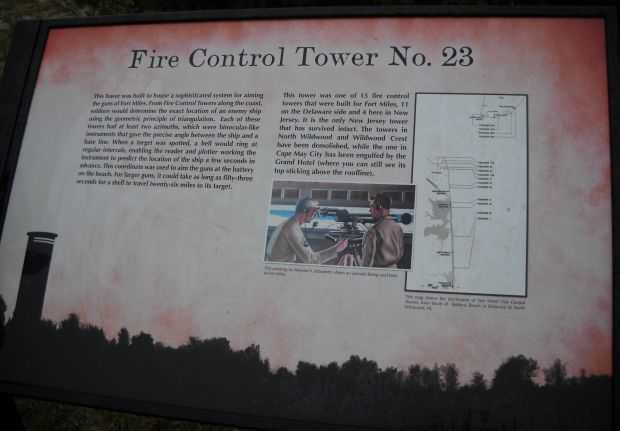 Fire Control Tower No. 23
This tower was built to house a sophisticated system for aiming
the guns of Fort Miles. From Fire Control Towers along the coast,
soldiers would determine the exact location of an enemy ship
using the geometric principle of triangulation. Each of these
towers had at least two azimuths, which were binocular-like
instruments that gave the precise angle between the ship and a
base line. When a target was spotted, a bell would ring at
regular intervals, enabling the reader and plotter working the
instrument to predict the location of the ship a few seconds in
advance. This coordinate was used to aim the guns at the battery
on the beach. For larger guns, it could take as long as fifty-three
seconds for a shell to travel twenty-six miles to its target.
This tower was one of 15 fire control
towers that were built for Fort Miles, 11
on the Delaware side and 4 here in New
Jersey. It is the only New Jersey tower
that has survived intact. The towers in
North Wildwood and Wildwood Crest
have been demolished, while the one in
Cape May City has been engulfed by the
Grand Hotel (where you can still see its
top sticking above the roofline).